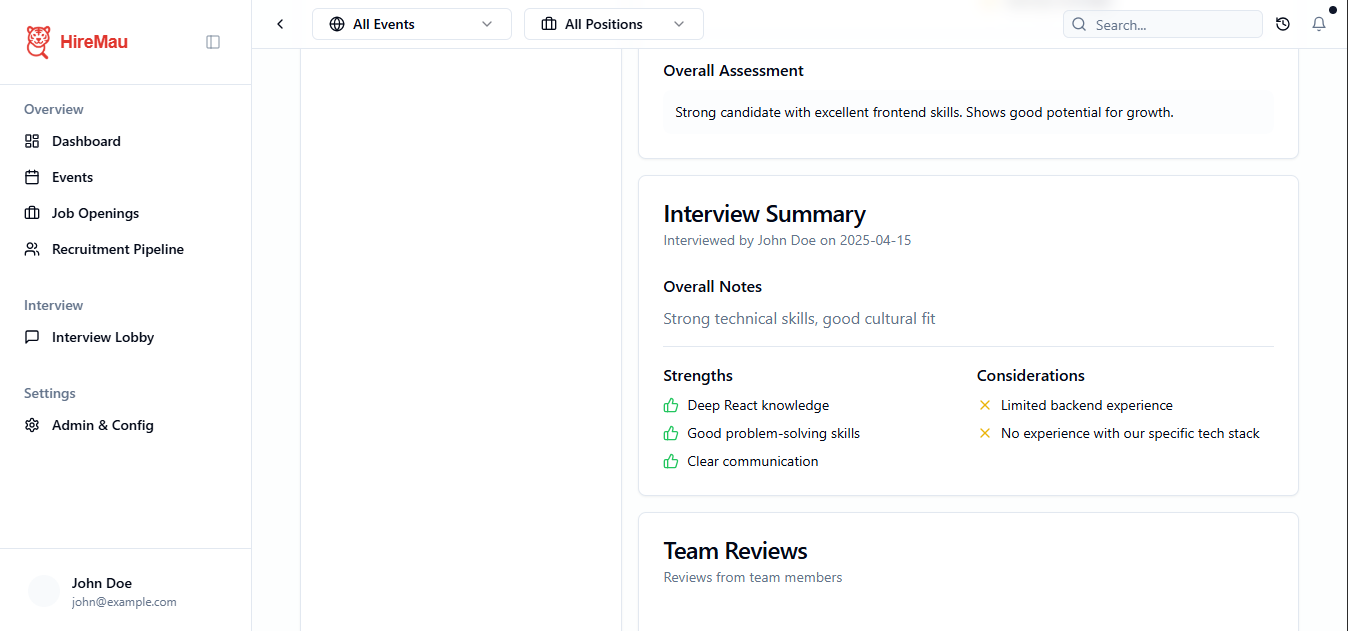 HireMau
All Events
All Positions
Search...
Overview
Dashboard
Events
Job Openings
Recruitment Pipeline
Interview
Interview Lobby
Settings
Admin & Config
John Doe
john@example.com
Overall Assessment
Strong candidate with excellent frontend skills. Shows good potential for growth.
Interview Summary
Interviewed by John Doe on 2025-04-15
Overall Notes
Strong technical skills, good cultural fit
Strengths
Deep React knowledge
Good problem-solving skills
Clear communication
Considerations
Limited backend experience
No experience with our specific tech stack
Team Reviews
Reviews from team members